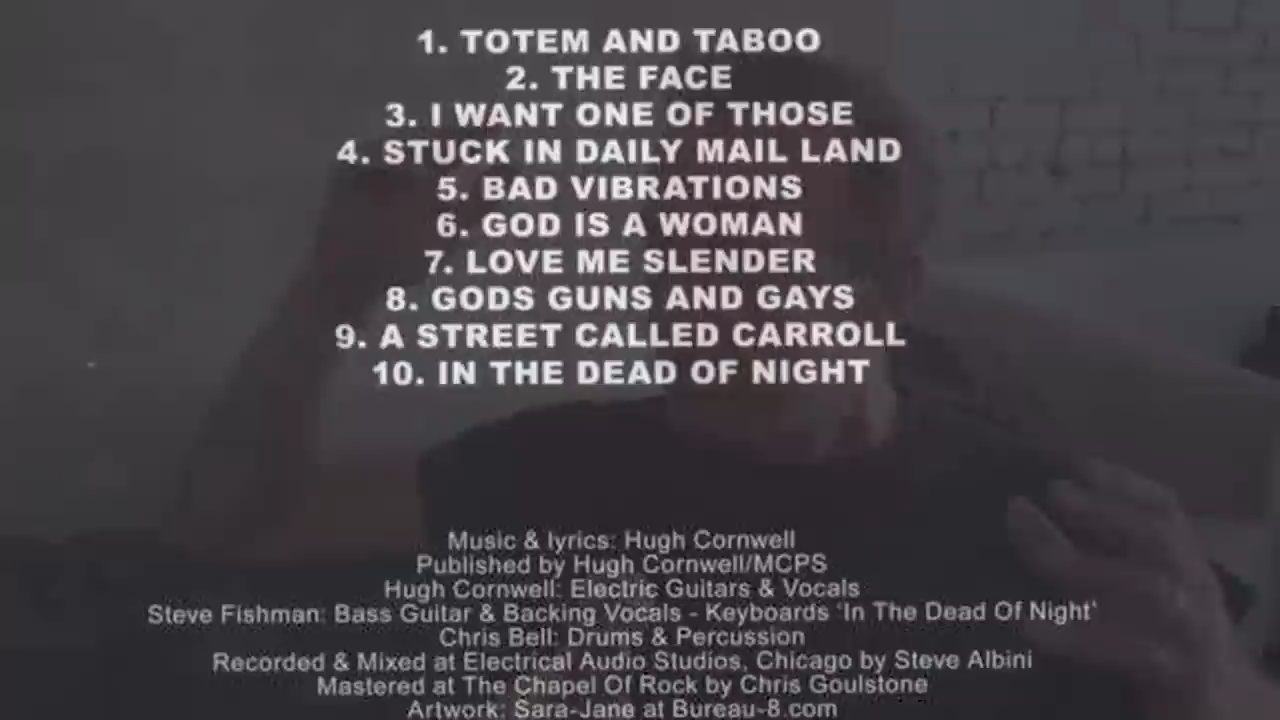 1. TOTEM AND TABOO
2. THE FACE
3. I WANT ONE OF THOSE
4. STUCK IN DAILY MAIL LAND
5. BAD VIBRATIONS
6. GOD IS A WOMAN
7. LOVE ME SLENDER
8. GODS GUNS AND GAYS
9. A STREET CALLED CARROLL
10. IN THE DEAD OF NIGHT
Music & lyrics: Hugh Cornwell
Published by Hugh Cornwell/MCPS
Hugh Cornwell: Electric Guitars & Vocals
Steve Fishman: Bass Guitar & Backing Vocals - Keyboards 'In The Dead Of Night'
Chris Bell: Drums & Percussion
Recorded & Mixed at Electrical Audio Studios, Chicago by Steve Albini
Mastered at The Chapel Of Rock by Chris Goulstone
Artwork: Sara-Jane at Bureau-8.com